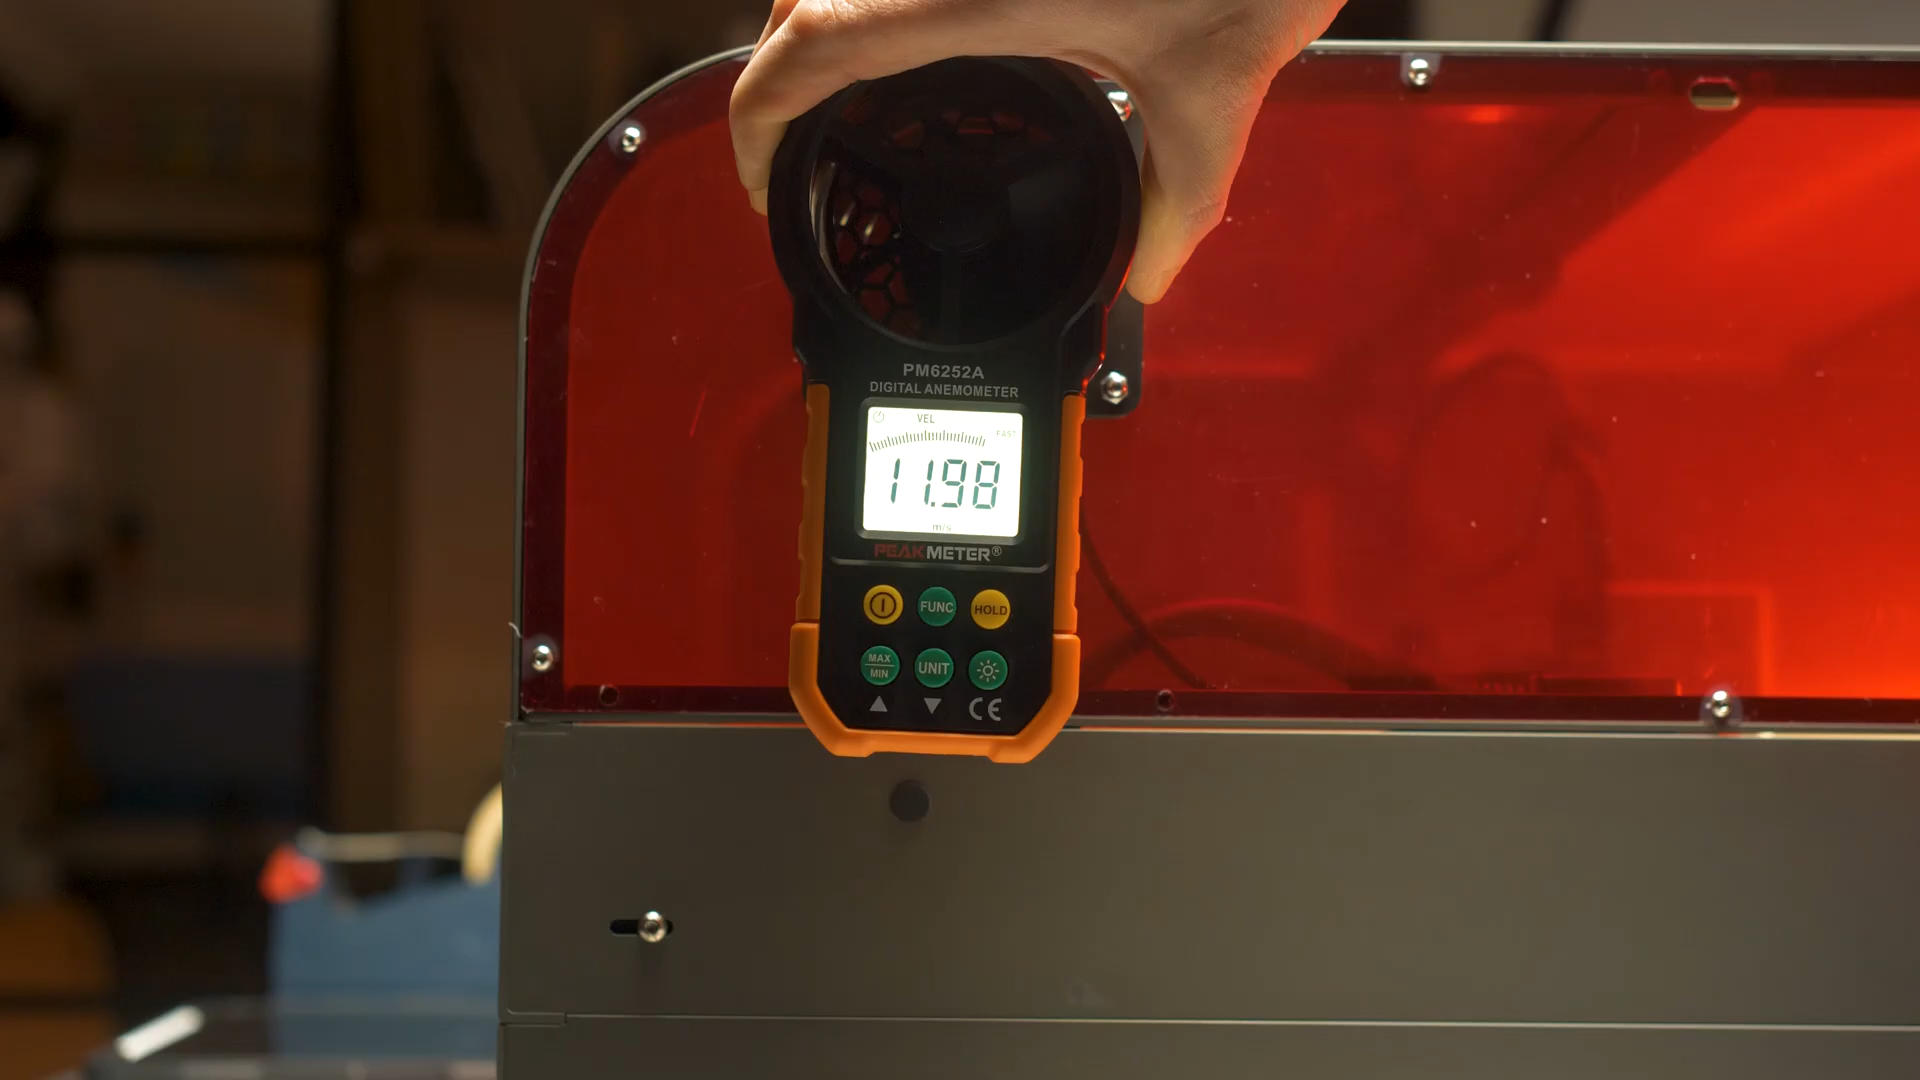 PM6252A
DIGITAL ANEMOMETER
VEL
FAST
11.98
m/s
PEAKMETER®
FUNC
HOLD
MAX
MIN
UNIT
CE